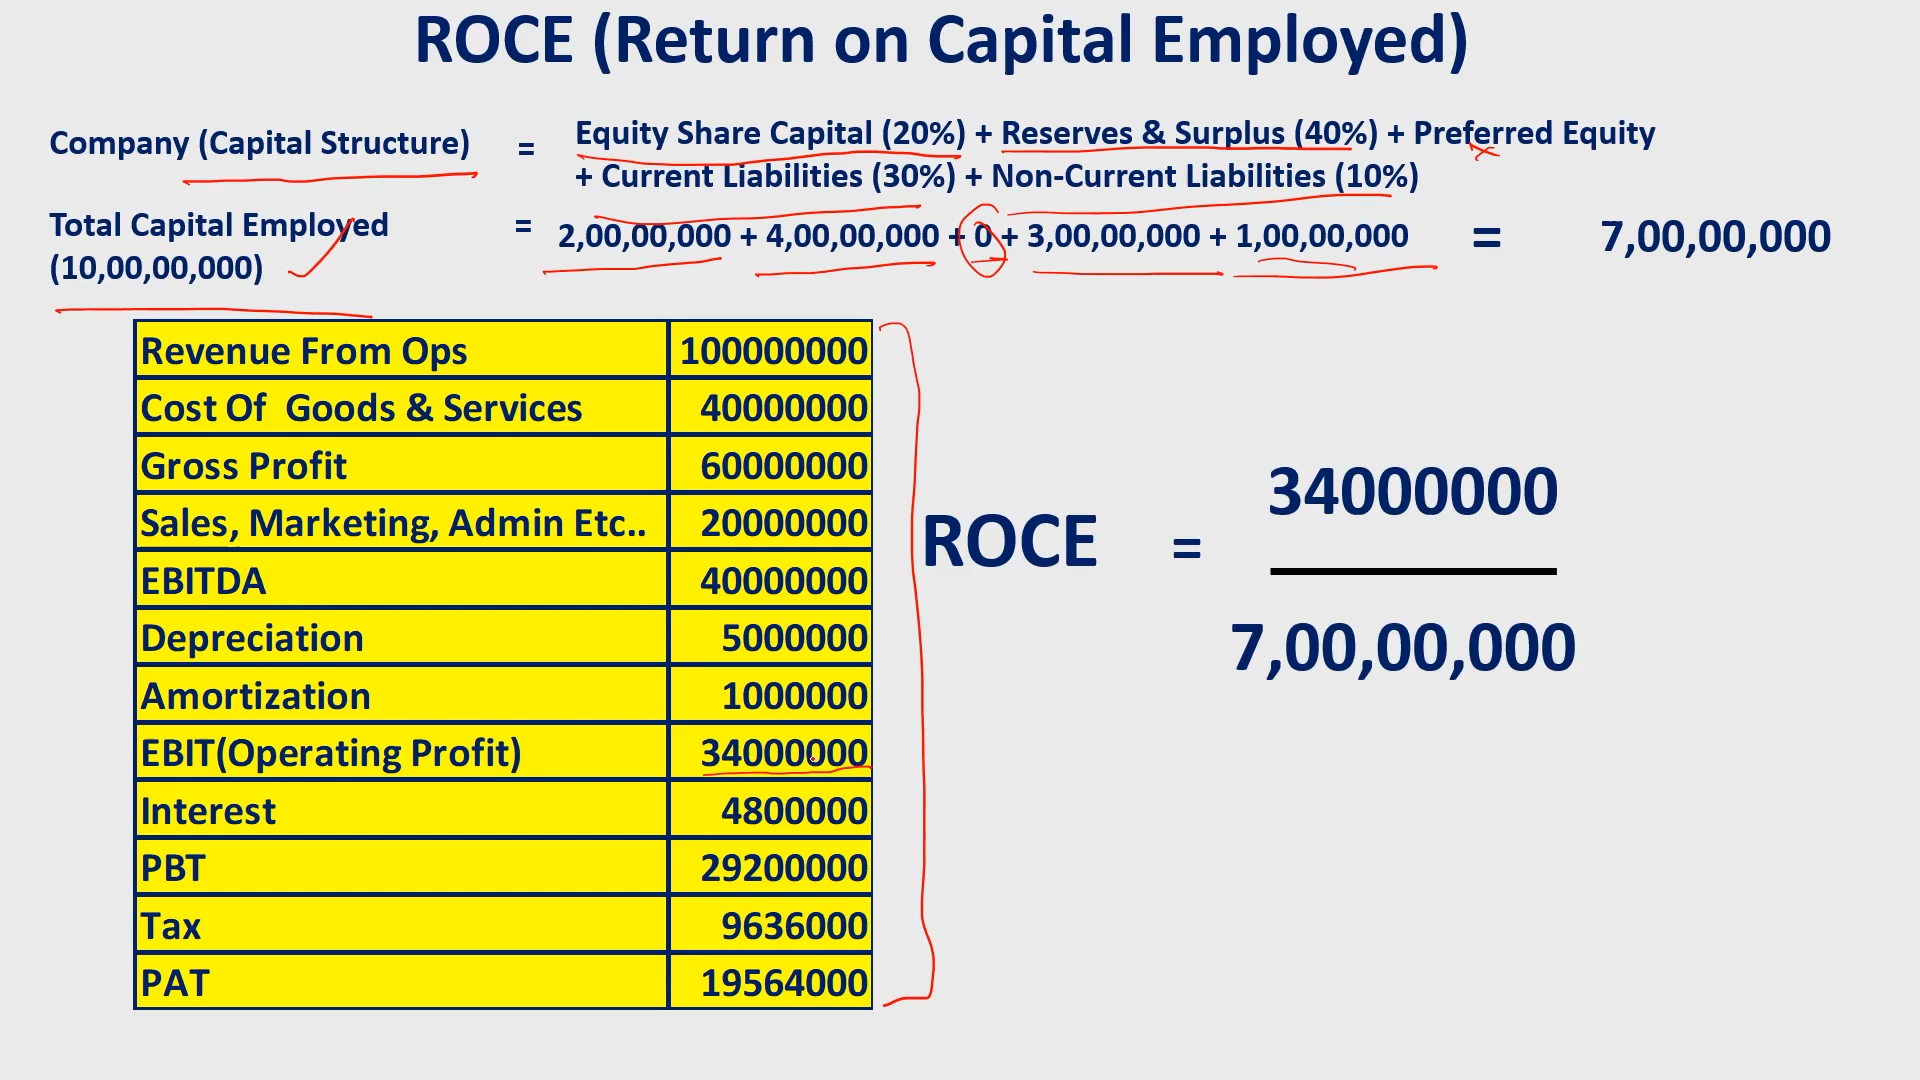 ROCE (Return on Capital Employed)
Company (Capital Structure) = Equity Share Capital (20%) + Reserves & Surplus (40%) + Preferred Equity
+ Current Liabilities (30%) + Non-Current Liabilities (10%)
Total Capital Employed = 2,00,00,000 + 4,00,00,000 + 0 + 3,00,00,000 + 1,00,00,000 = 7,00,00,000
(10,00,00,000)
Revenue From Ops 100000000
Cost Of Goods & Services 40000000
Gross Profit 60000000
Sales, Marketing, Admin Etc.. 20000000
EBITDA 40000000
Depreciation 5000000
Amortization 1000000
EBIT(Operating Profit) 34000000
Interest 4800000
PBT 29200000
Tax 9636000
PAT 19564000
34000000
ROCE =
7,00,00,000